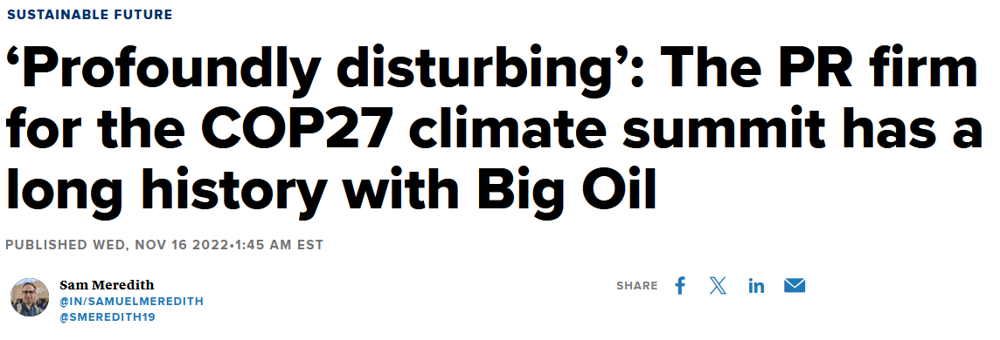 SUSTAINABLE FUTURE
‘Profoundly disturbing’: The PR firm
for the COP27 climate summit has a
long history with Big Oil
PUBLISHED WED, NOV 16 2022•1:45 AM EST
Sam Meredith
@IN/SAMUELMEREDITH
@SMEREDITH19
SHARE